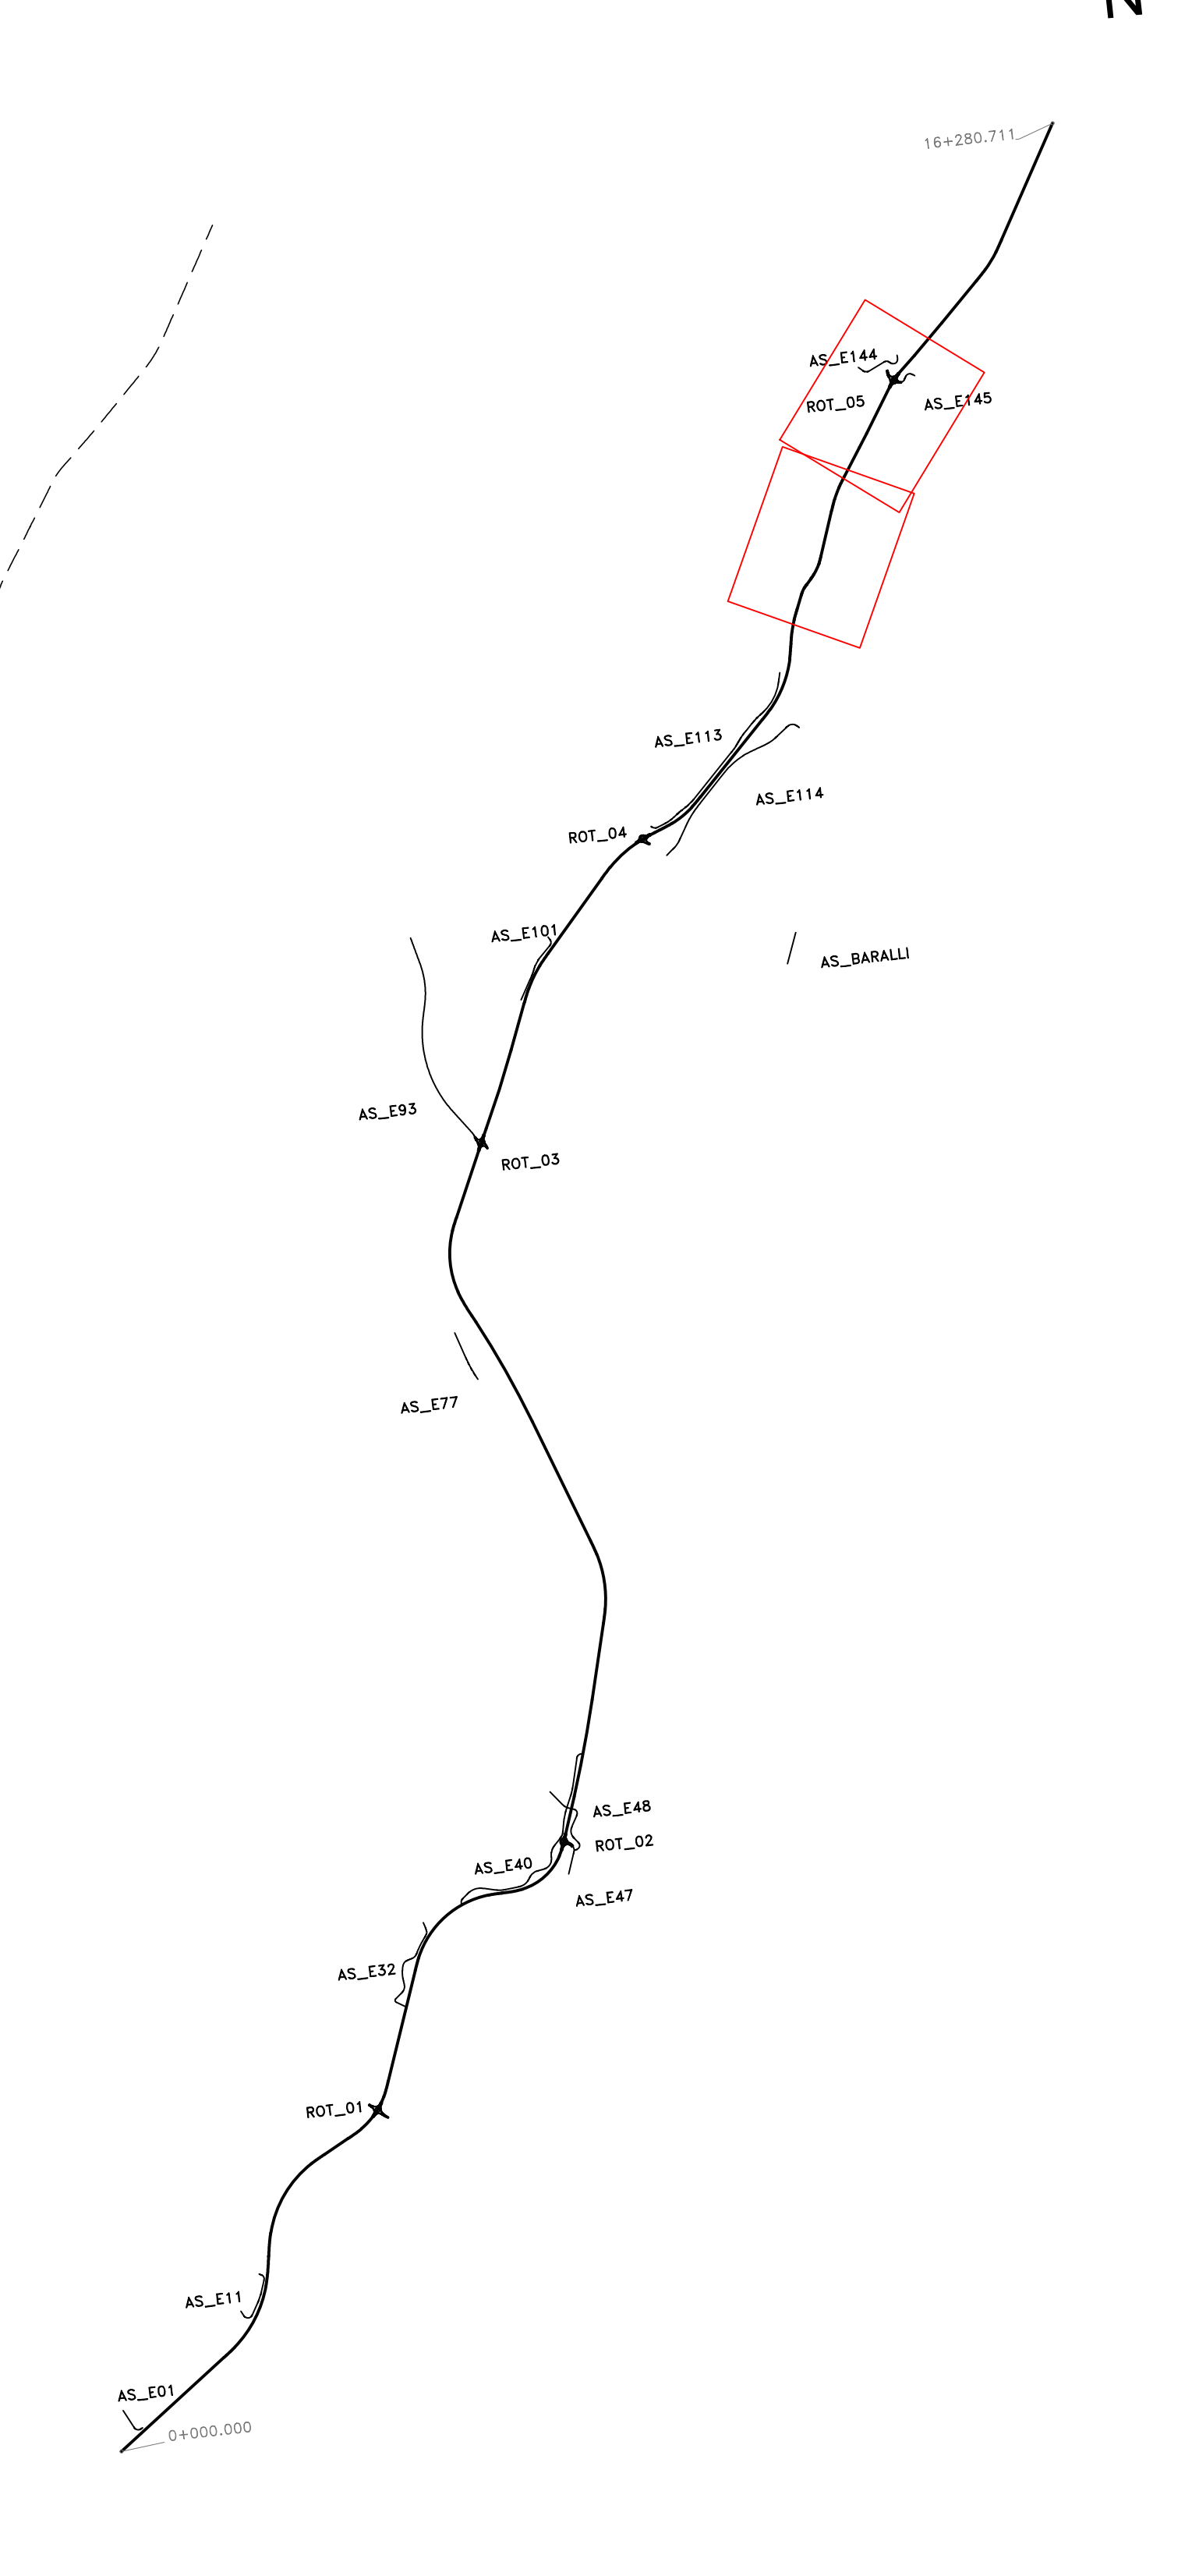 N
16+280.711
AS_E144
ROT_05
AS_E145
AS_E113
AS_E114
ROT_04
AS_E101
AS_BARALLI
AS_E93
ROT_03
AS_E77
AS_E48
ROT_02
AS_E40
AS_E47
AS_E32
ROT_01
AS_E11
AS_E01
0+000.000